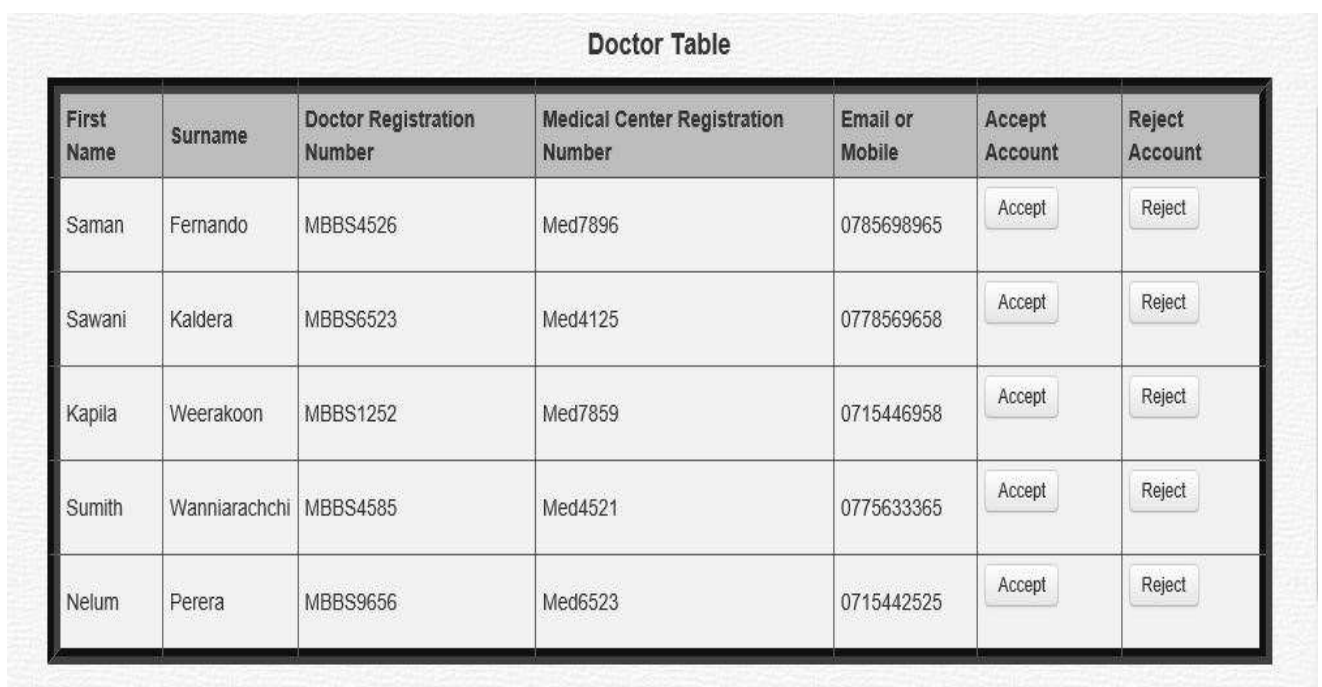 Doctor Table
First Name Surname Doctor Registration Number Medical Center Registration Number Email or Mobile Accept Account Reject Account
Saman Fernando MBBS4526 Med7896 0785698965 Accept Reject
Sawani Kaldera MBBS6523 Med4125 0778569658 Accept Reject
Kapila Weerakoon MBBS1252 Med7859 0715446958 Accept Reject
Sumith Wanniarachchi MBBS4585 Med4521 0775633365 Accept Reject
Nelum Perera MBBS9656 Med6523 0715442525 Accept Reject